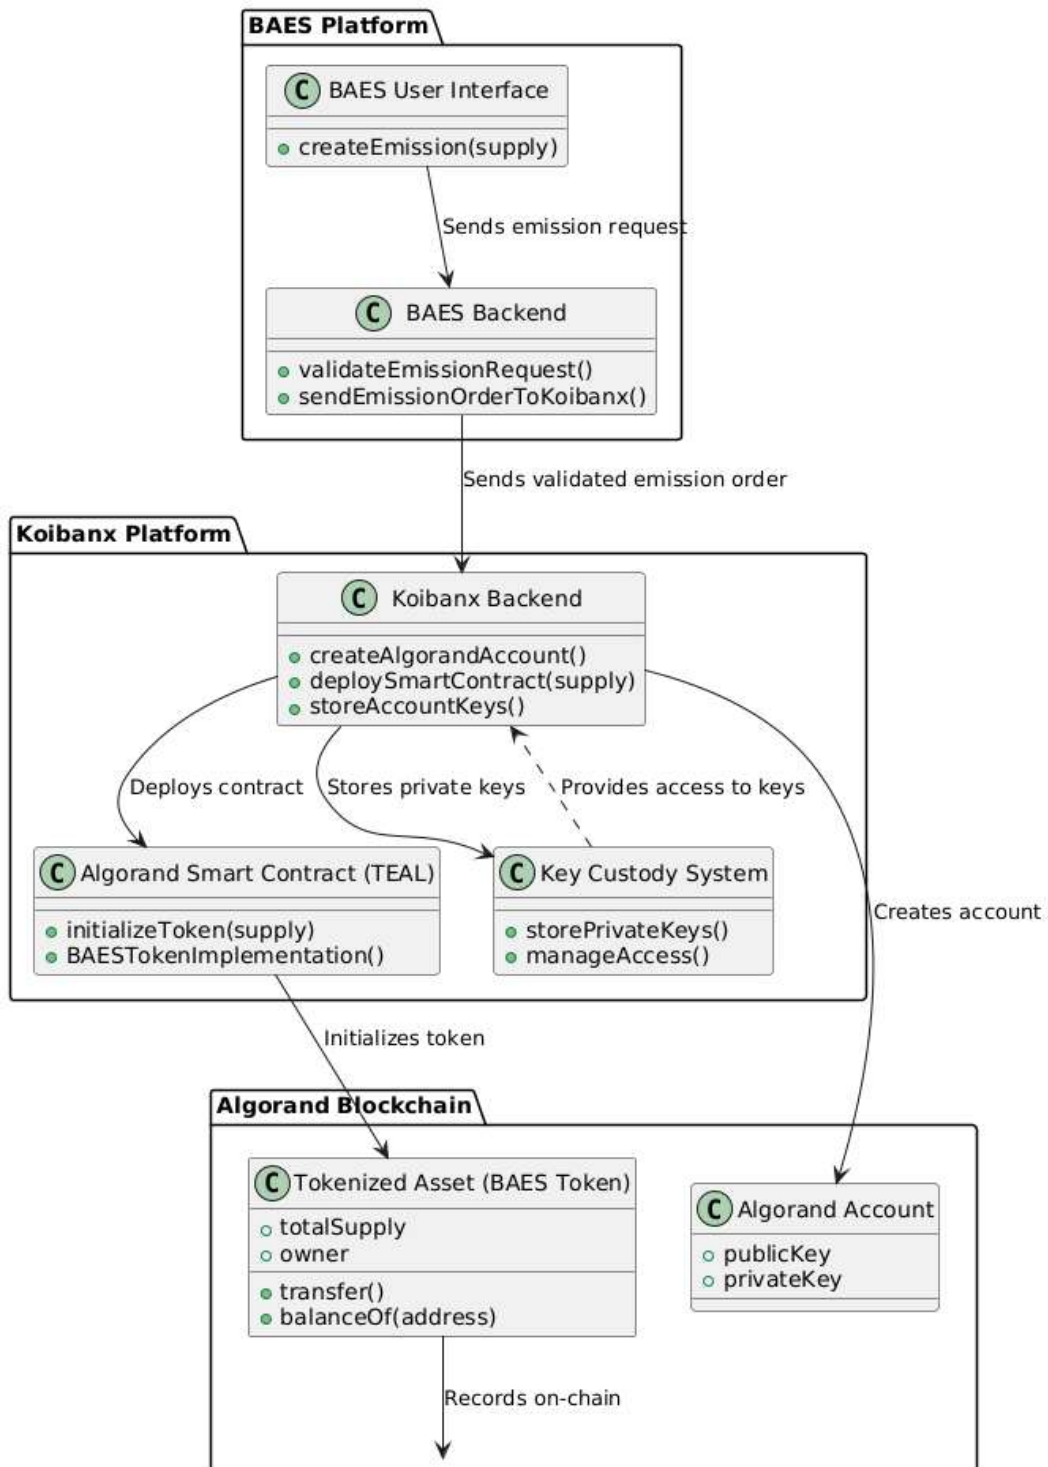 BAES Platform
C BAES User Interface
createEmission(supply)
Sends emission request
C BAES Backend
validateEmissionRequest()
sendEmissionOrderToKoibanx()
Sends validated emission order
Koibanx Platform
C Koibanx Backend
createAlgorandAccount()
deploySmartContract(supply)
storeAccountKeys()
Deploys contract
Stores private keys
Provides access to keys
C Algorand Smart Contract (TEAL)
initializeToken(supply)
BAESTokenImplementation()
C Key Custody System
storePrivateKeys()
manageAccess()
Creates account
Initializes token
Algorand Blockchain
C Tokenized Asset (BAES Token)
totalSupply
owner
transfer()
balanceOf(address)
C Algorand Account
publicKey
privateKey
Records on-chain